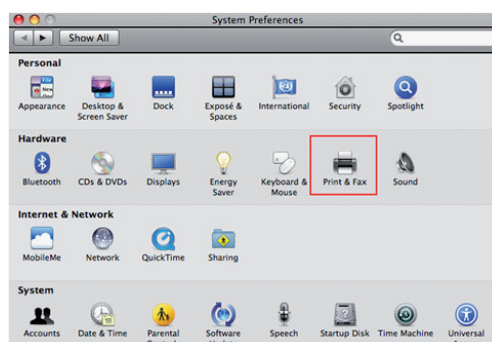 System Preferences
Show All
Personal
Appearance Desktop & Screen Saver Dock Exposé & Spaces International Security Spotlight
Hardware
Bluetooth CDs & DVDs Displays Energy Saver Keyboard & Mouse Print & Fax Sound
Internet & Network
MobileMe Network QuickTime Sharing
System
Accounts Date & Time Parental Software Speech Startup Disk Time Machine Universal